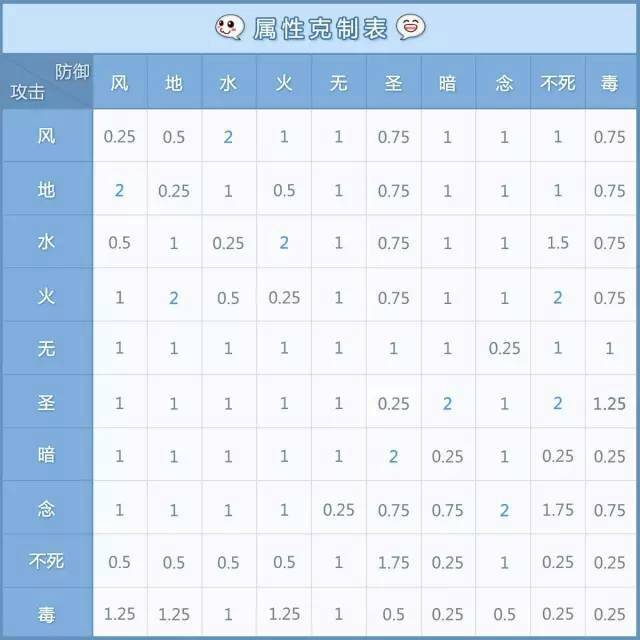 属性克制表
防御
攻击
风 地 水 火 无 圣 暗 念 不死 毒
风 0.25 0.5 2 1 1 0.75 1 1 1 0.75
地 2 0.25 1 0.5 1 0.75 1 1 1 0.75
水 0.5 1 0.25 2 1 0.75 1 1 1.5 0.75
火 1 2 0.5 0.25 1 0.75 1 1 2 0.75
无 1 1 1 1 1 1 1 0.25 1 1
圣 1 1 1 1 1 0.25 2 1 2 1.25
暗 1 1 1 1 1 2 0.25 1 0.25 0.25
念 1 1 1 1 0.25 0.75 0.75 2 1.75 0.75
不死 0.5 0.5 0.5 0.5 1 1.75 0.25 1 0.25 0.25
毒 1.25 1.25 1 1.25 1 0.5 0.25 0.5 0.25 0.25